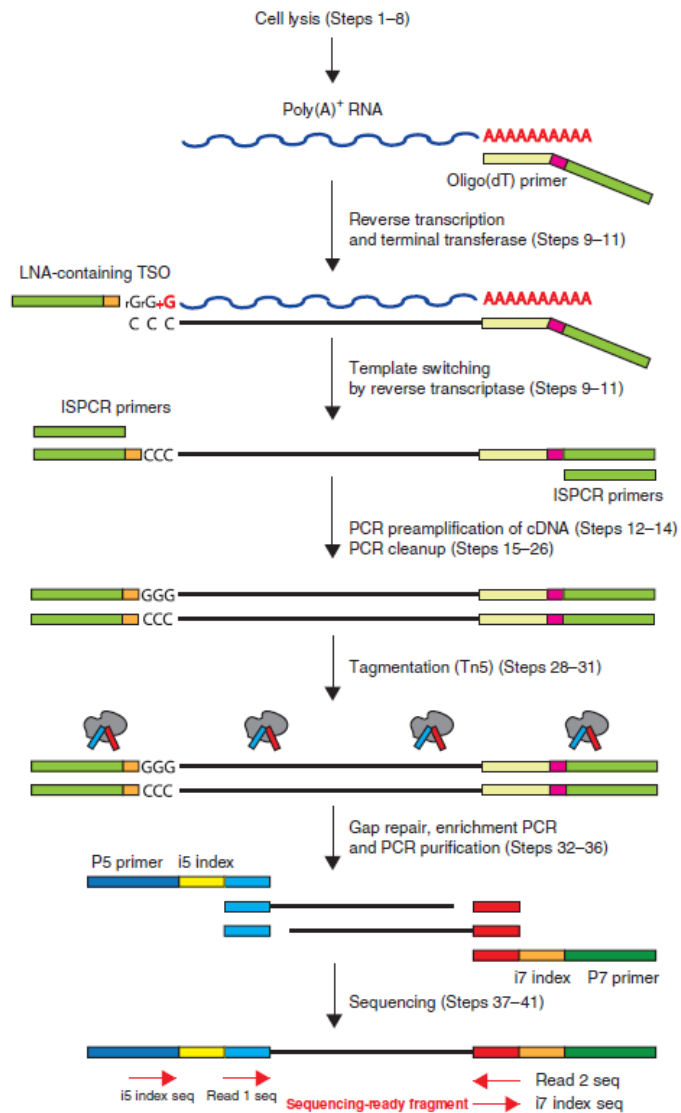 Cell lysis (Steps 1–8)
Poly(A)+ RNA
AAAAAAAAAA
Oligo(dT) primer
Reverse transcription
and terminal transferase (Steps 9–11)
LNA-containing TSO
rGrG+G
AAAAAAAAAA
C C C
Template switching
by reverse transcriptase (Steps 9–11)
ISPCR primers
CCC
ISPCR primers
PCR preamplification of cDNA (Steps 12–14)
PCR cleanup (Steps 15–26)
GGG
CCC
Tagmentation (Tn5) (Steps 28–31)
GGG
CCC
Gap repair, enrichment PCR
and PCR purification (Steps 32–36)
P5 primer i5 index
i7 index P7 primer
Sequencing (Steps 37–41)
i5 index seq Read 1 seq
Read 2 seq
Sequencing-ready fragment
i7 index seq